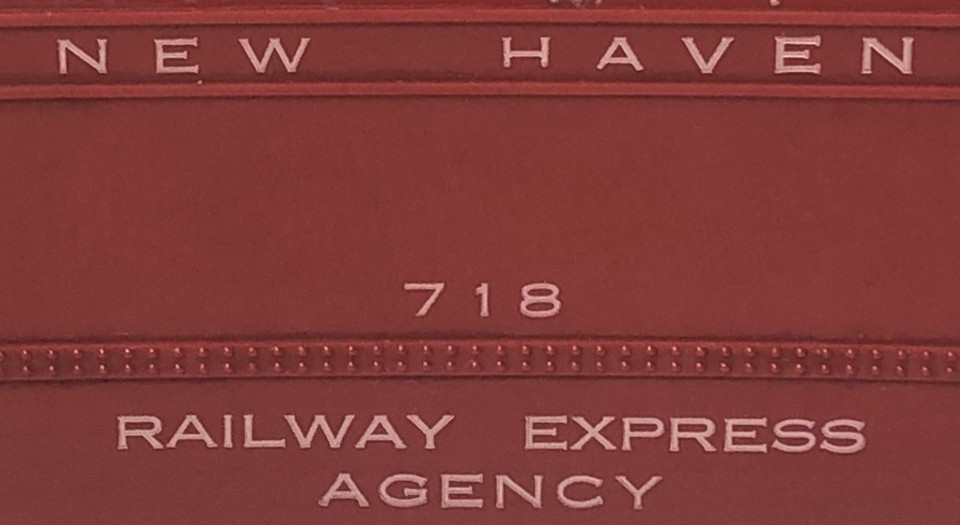 NEW HAVEN
718
RAILWAY EXPRESS
AGENCY